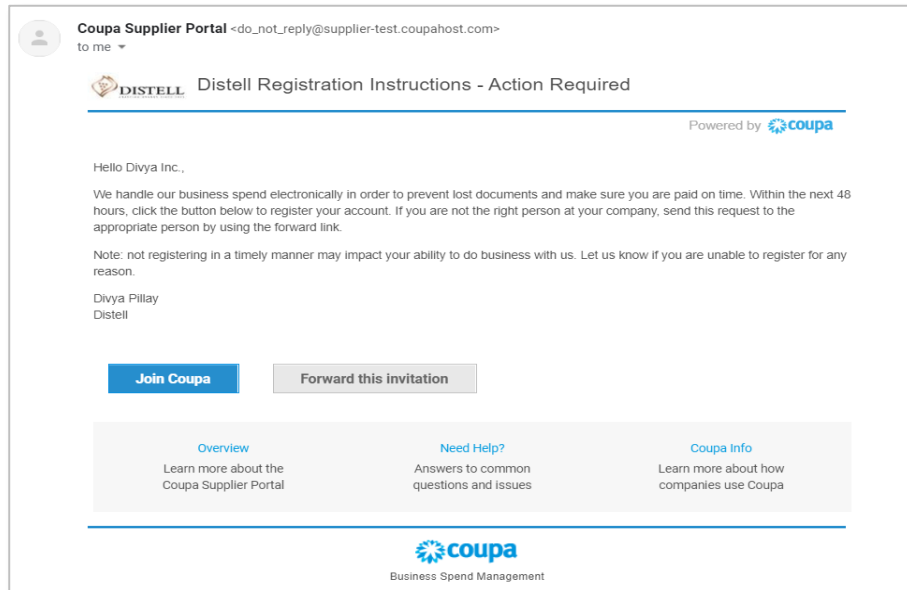 Coupa Supplier Portal <do_not_reply@supplier-test.coupahost.com>
to me
DISTELL Distell Registration Instructions - Action Required
Powered by coupa
Hello Divya Inc.,
We handle our business spend electronically in order to prevent lost documents and make sure you are paid on time. Within the next 48
hours, click the button below to register your account. If you are not the right person at your company, send this request to the
appropriate person by using the forward link.
Note: not registering in a timely manner may impact your ability to do business with us. Let us know if you are unable to register for any
reason.
Divya Pillay
Distell
Join Coupa Forward this invitation
Overview Need Help? Coupa Info
Learn more about the Answers to common Learn more about how
Coupa Supplier Portal questions and issues companies use Coupa
coupa
Business Spend Management